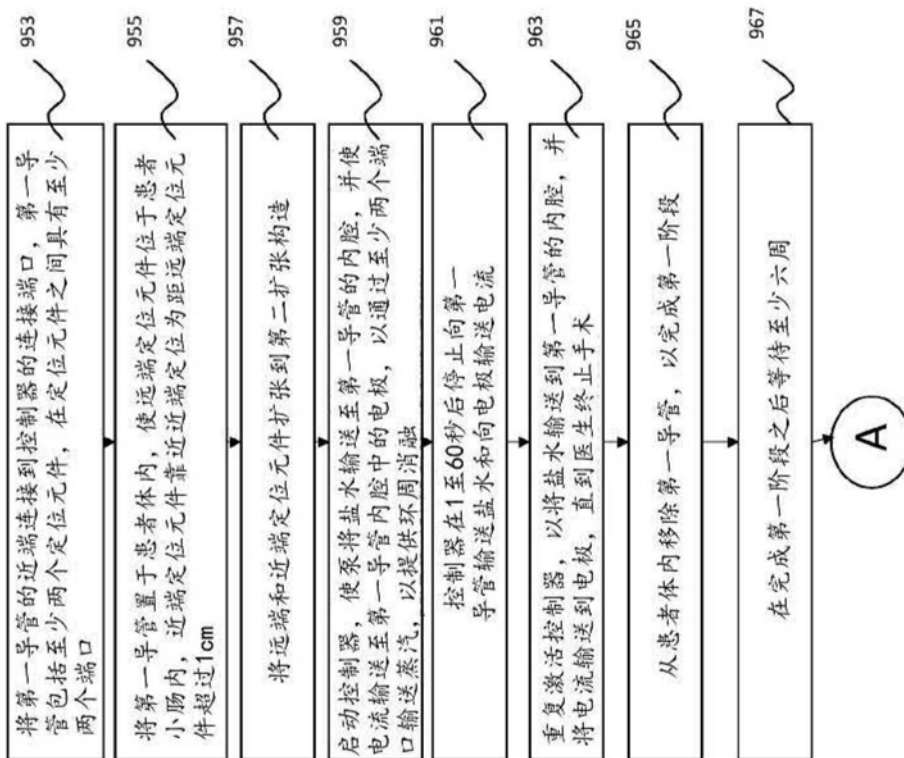 将第一导管的近端连接到控制器的连接端口，第一导
管包括至少两个定位元件，在定位元件之间具有至少
两个端口
953
将第一导管置于患者体内，使远端定位元件位于患者
小肠内，近端定位元件靠近近端定位为距远端定位元
件超过1cm
955
将远端和近端定位元件扩张到第二扩张构造
957
启动控制器，使泵将盐水输送至第一导管的内腔，并使
电流输送至第一导管内腔中的电极，以通过至少两个端
口输送蒸汽，以提供环周消融
959
控制器在1至60秒后停止向第一
导管输送盐水和向电极输送电流
961
重复激活控制器，以将盐水输送到第一导管的内腔，并
将电流输送到电极，直到医生终止手术
963
从患者体内移除第一导管，以完成第一阶段
965
在完成第一阶段之后等待至少六周
967
A